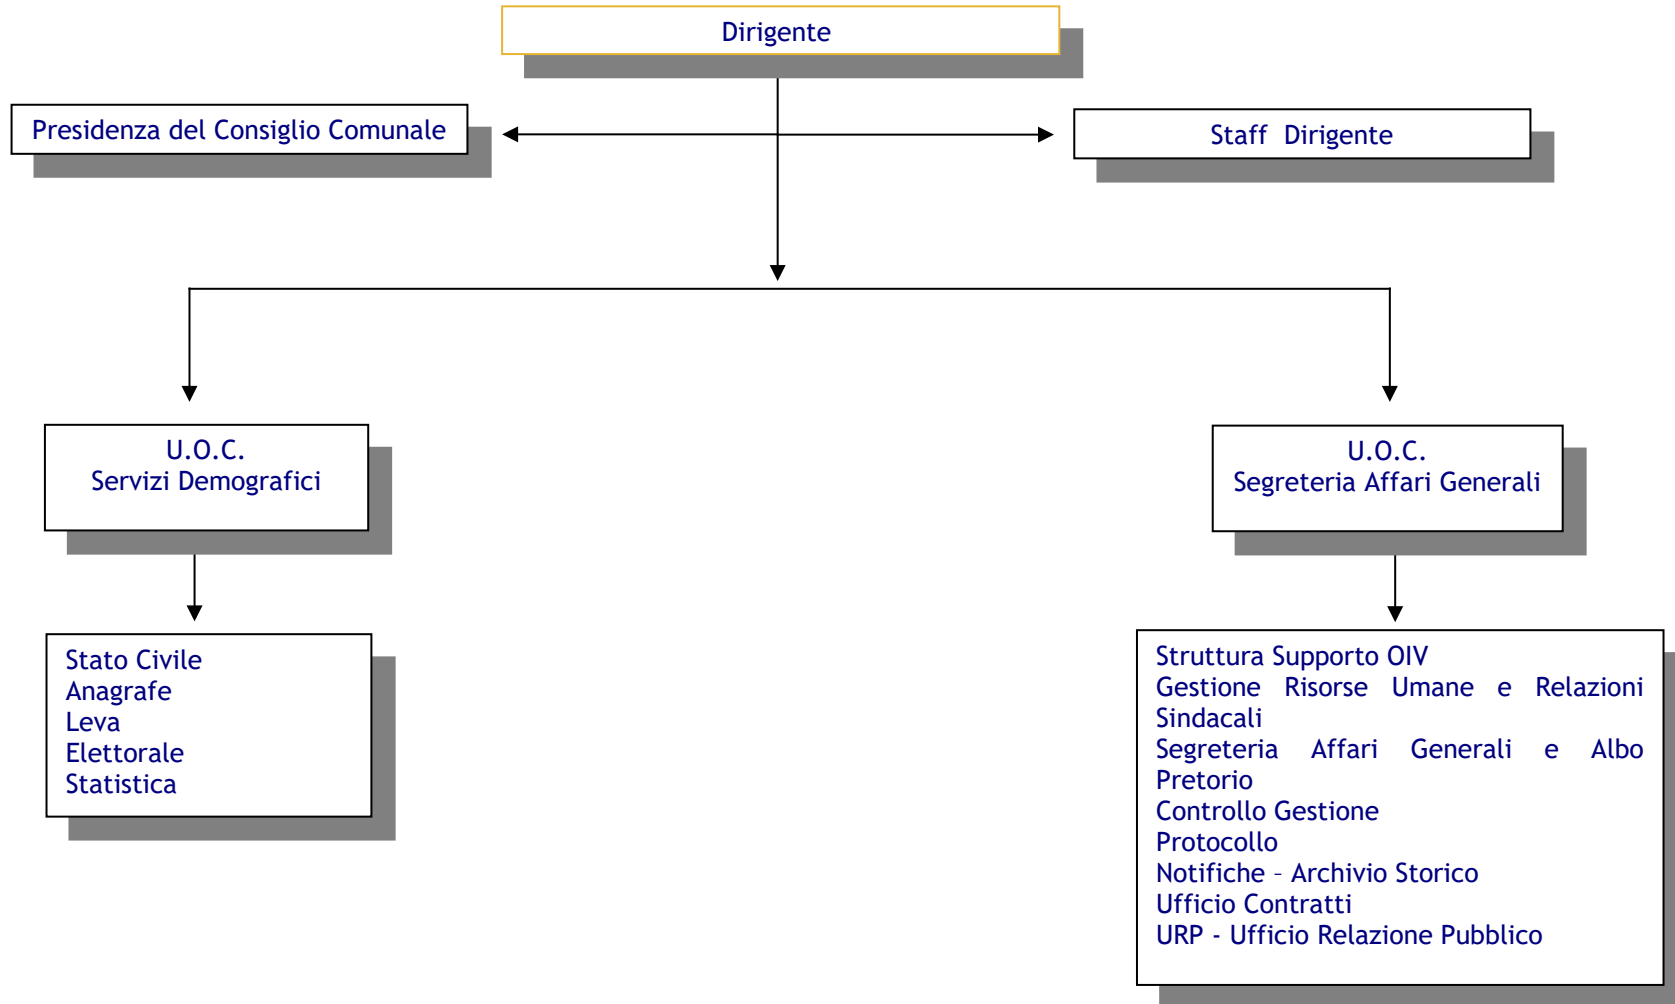 Dirigente
Presidenza del Consiglio Comunale
Staff Dirigente
U.O.C.
Servizi Demografici
U.O.C.
Segreteria Affari Generali
Stato Civile
Anagrafe
Leva
Elettorale
Statistica
Struttura Supporto OIV
Gestione Risorse Umane e Relazioni
Sindacali
Segreteria Affari Generali e Albo
Pretorio
Controllo Gestione
Protocollo
Notifiche – Archivio Storico
Ufficio Contratti
URP - Ufficio Relazione Pubblico